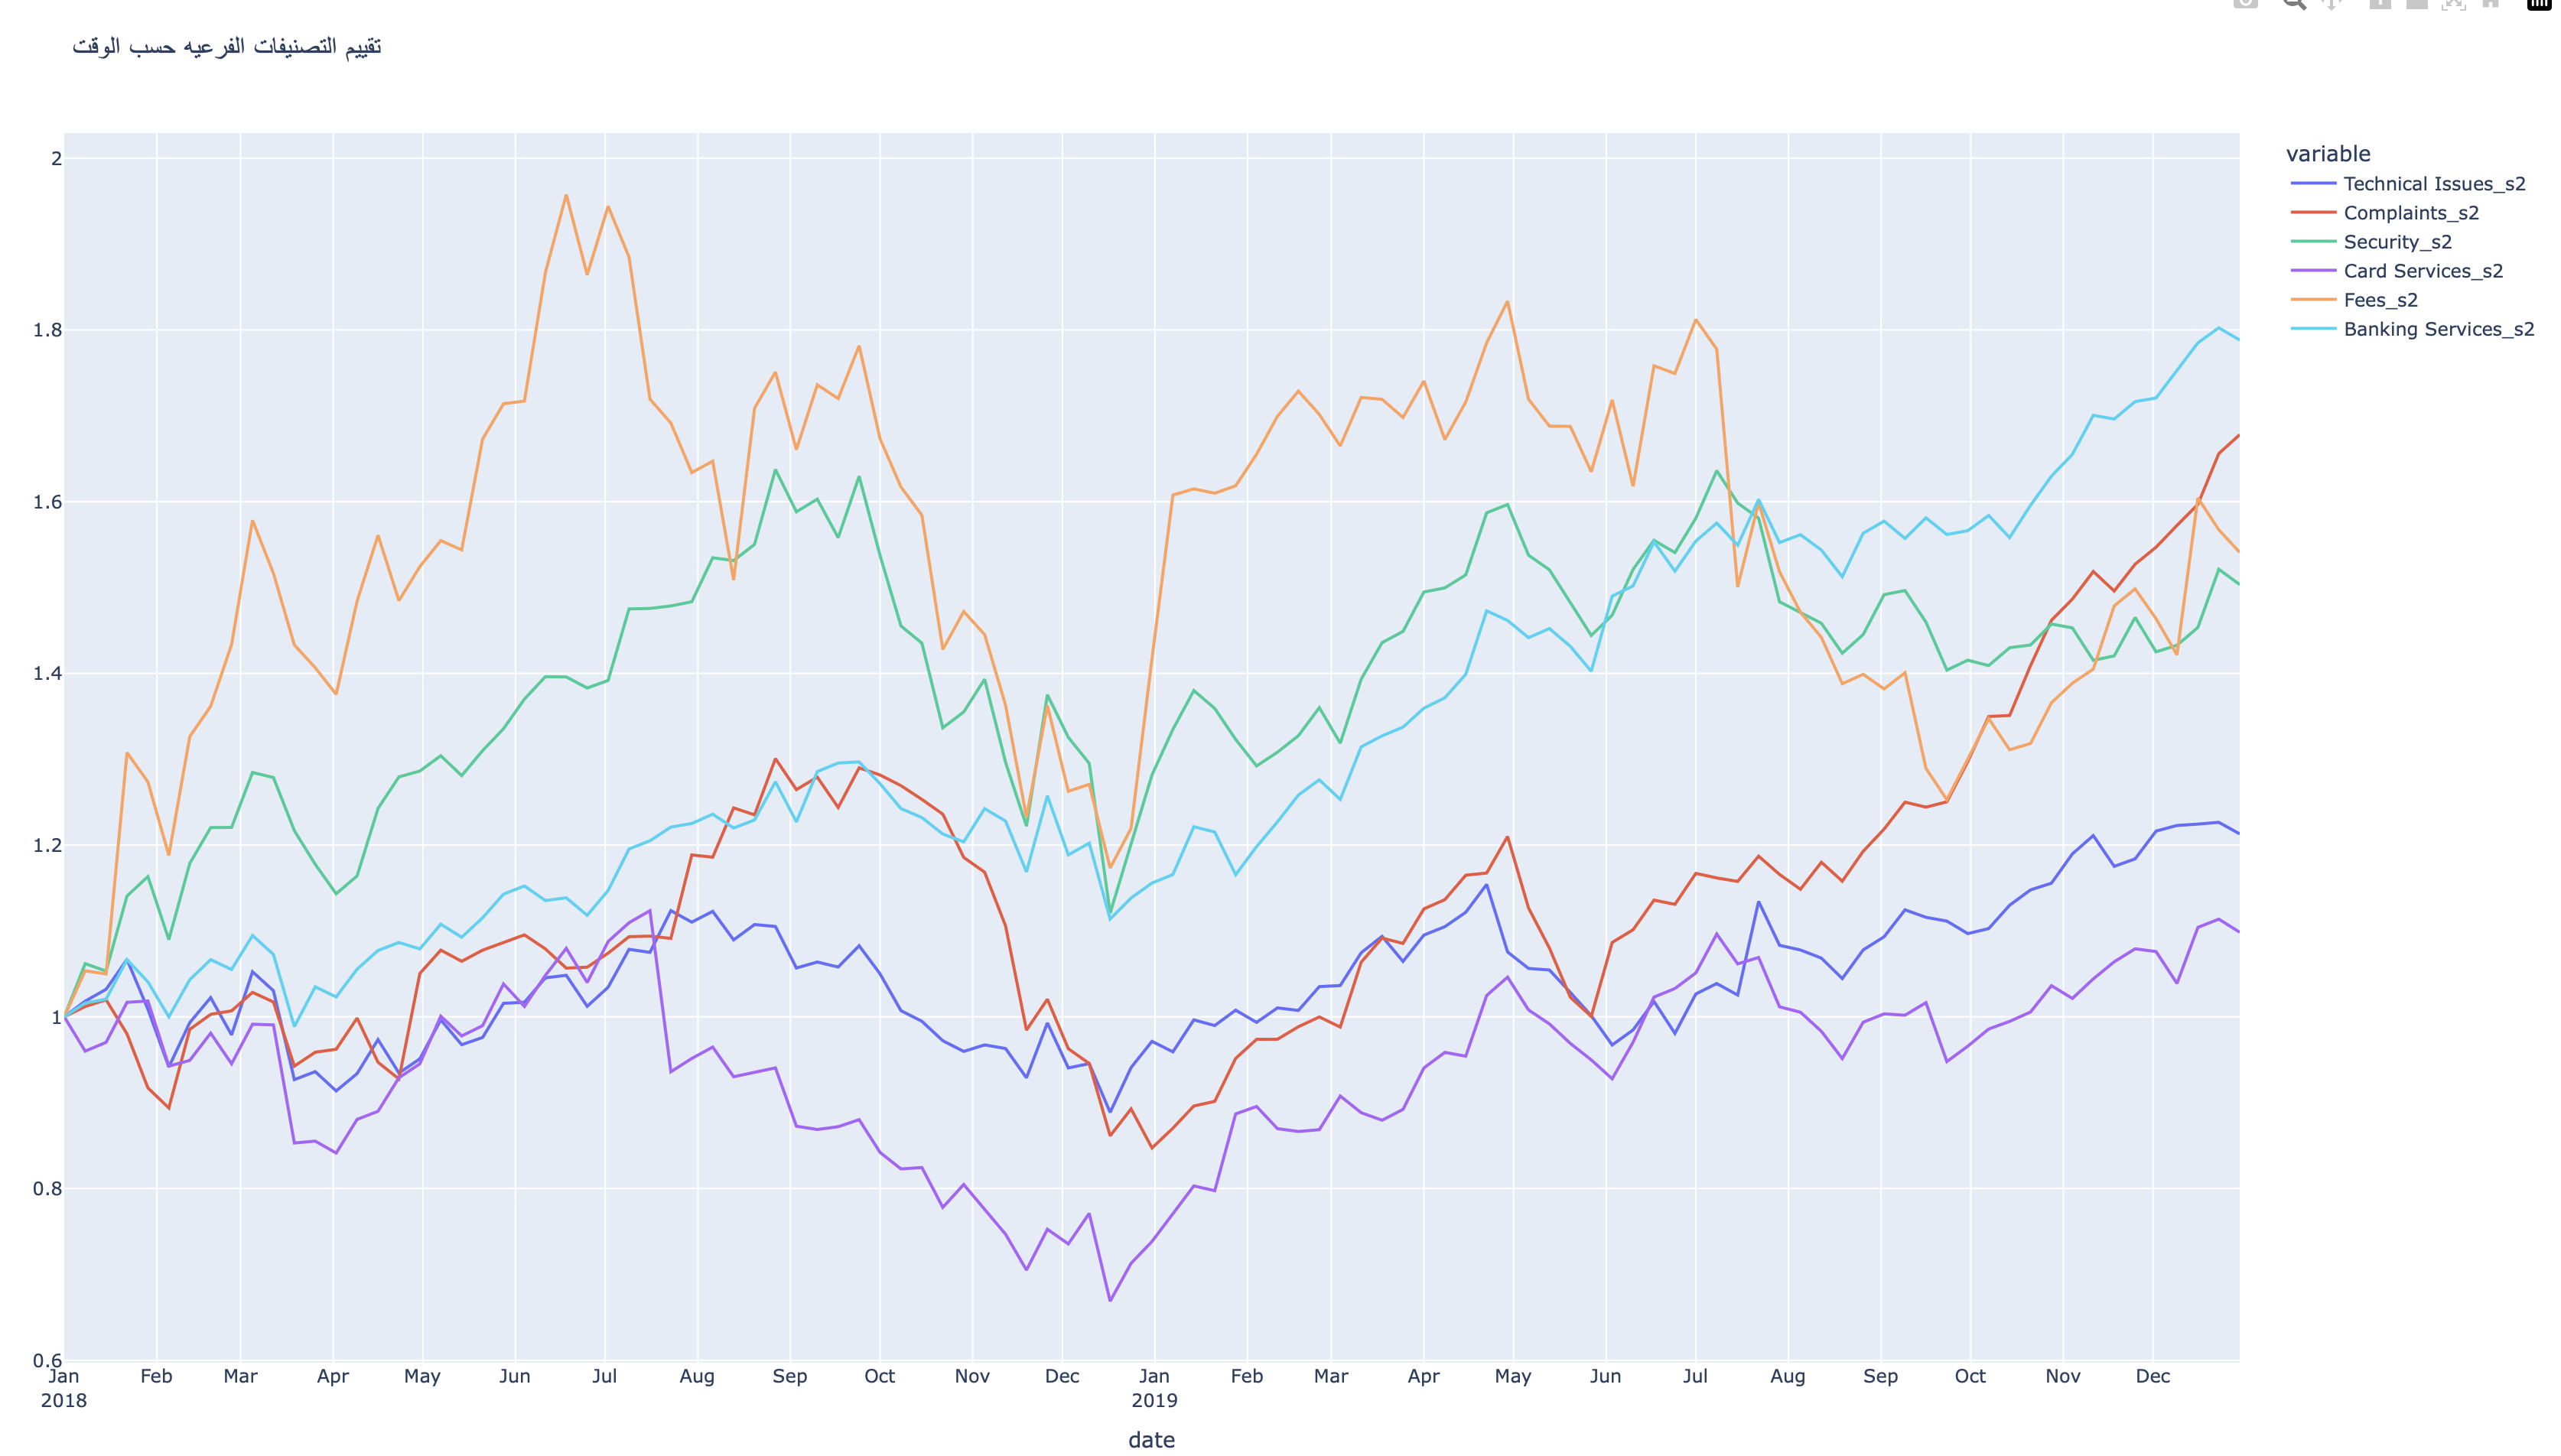 تقييم التصنيفات الفرعيه حسب الوقت
2
1.8
1.6
1.4
1.2
1
0.8
0.6
Jan Feb Mar Apr May Jun Jul Aug Sep Oct Nov Dec Jan Feb Mar Apr May Jun Jul Aug Sep Oct Nov Dec
2018 2019
date
variable
Technical Issues_s2
Complaints_s2
Security_s2
Card Services_s2
Fees_s2
Banking Services_s2